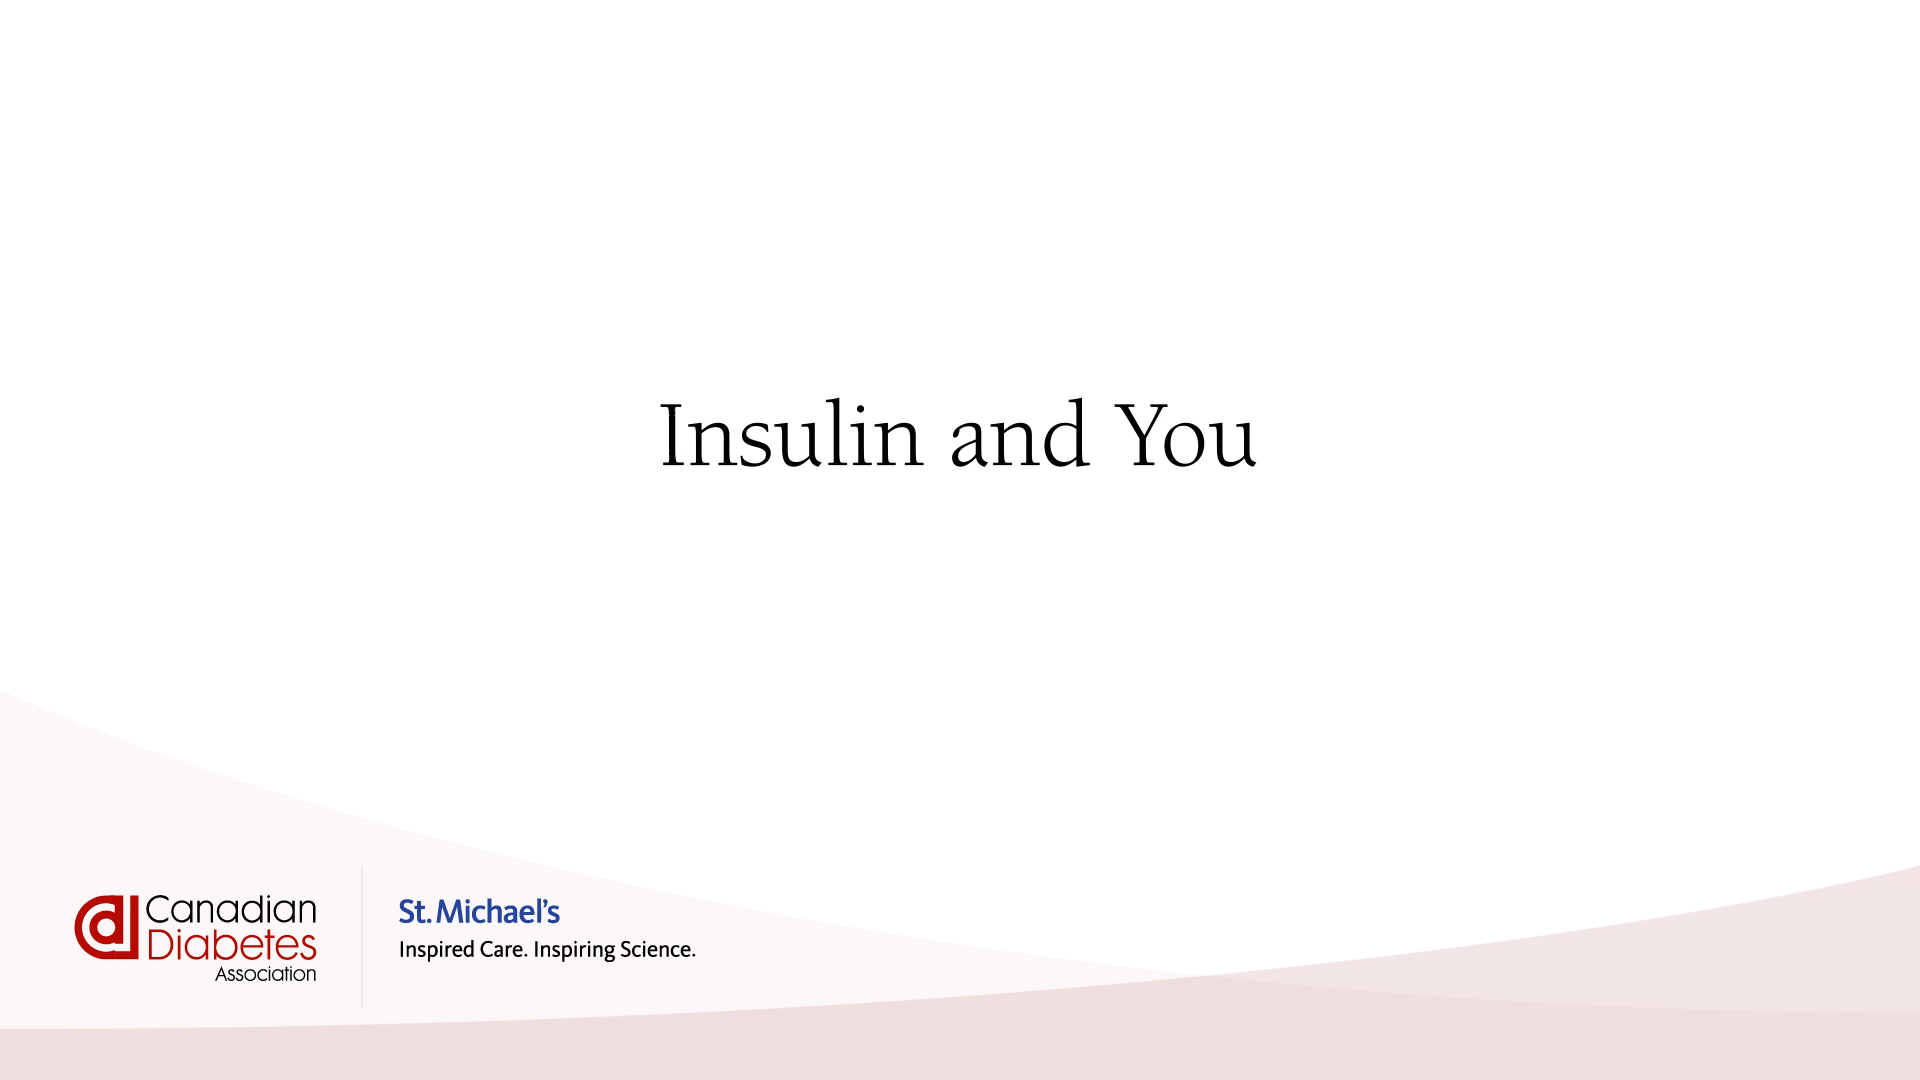 Insulin and You
Canadian
Diabetes
Association
St. Michael's
Inspired Care. Inspiring Science.